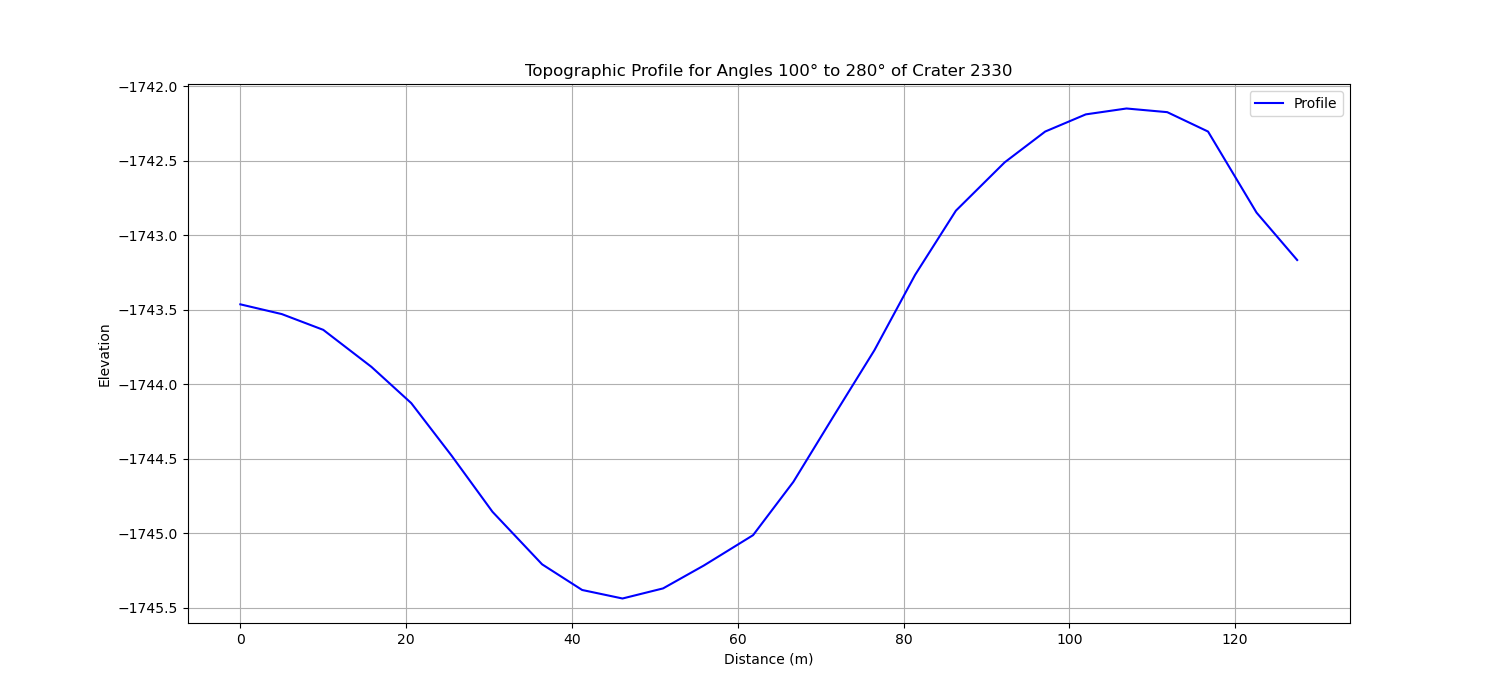 Topographic Profile for Angles 100° to 280° of Crater 2330
Profile
−1742.0
−1742.5
−1743.0
−1743.5
−1744.0
−1744.5
−1745.0
−1745.5
Elevation
0 20 40 60 80 100 120
Distance (m)